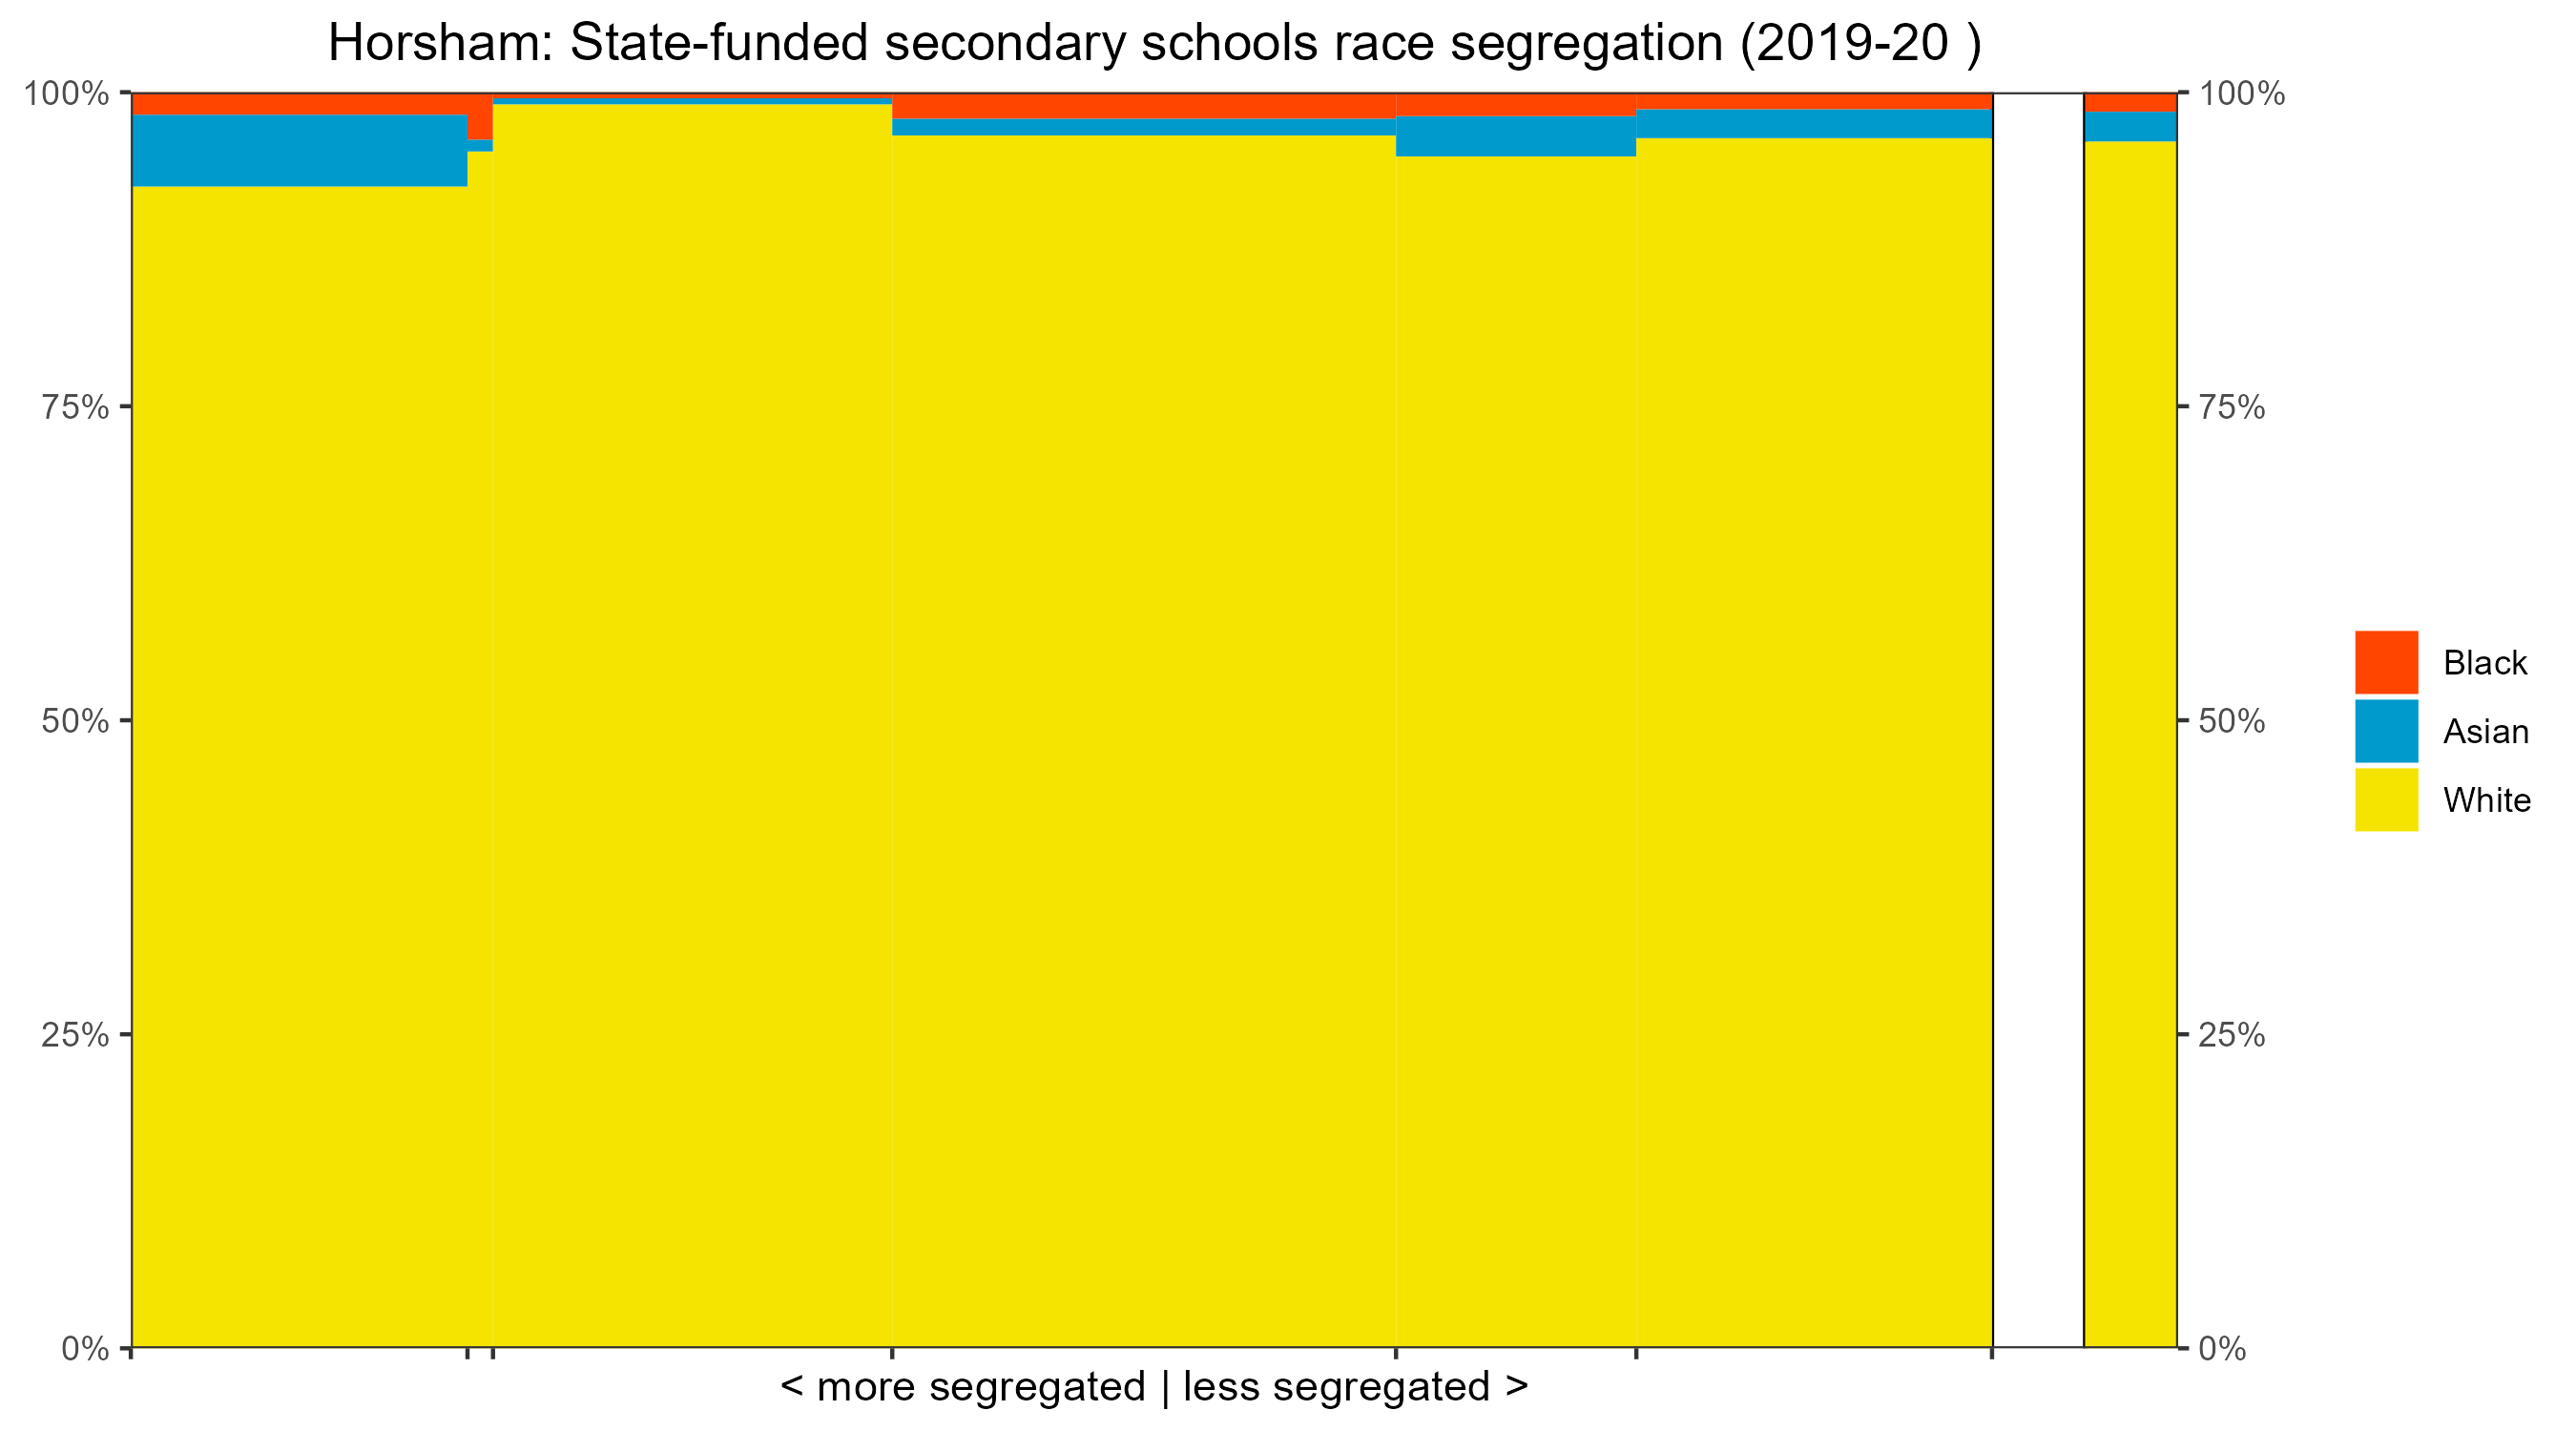 Horsham: State-funded secondary schools race segregation (2019-20 )
100%
75%
50%
25%
0%
100%
75%
50%
25%
0%
< more segregated | less segregated >
Black
Asian
White